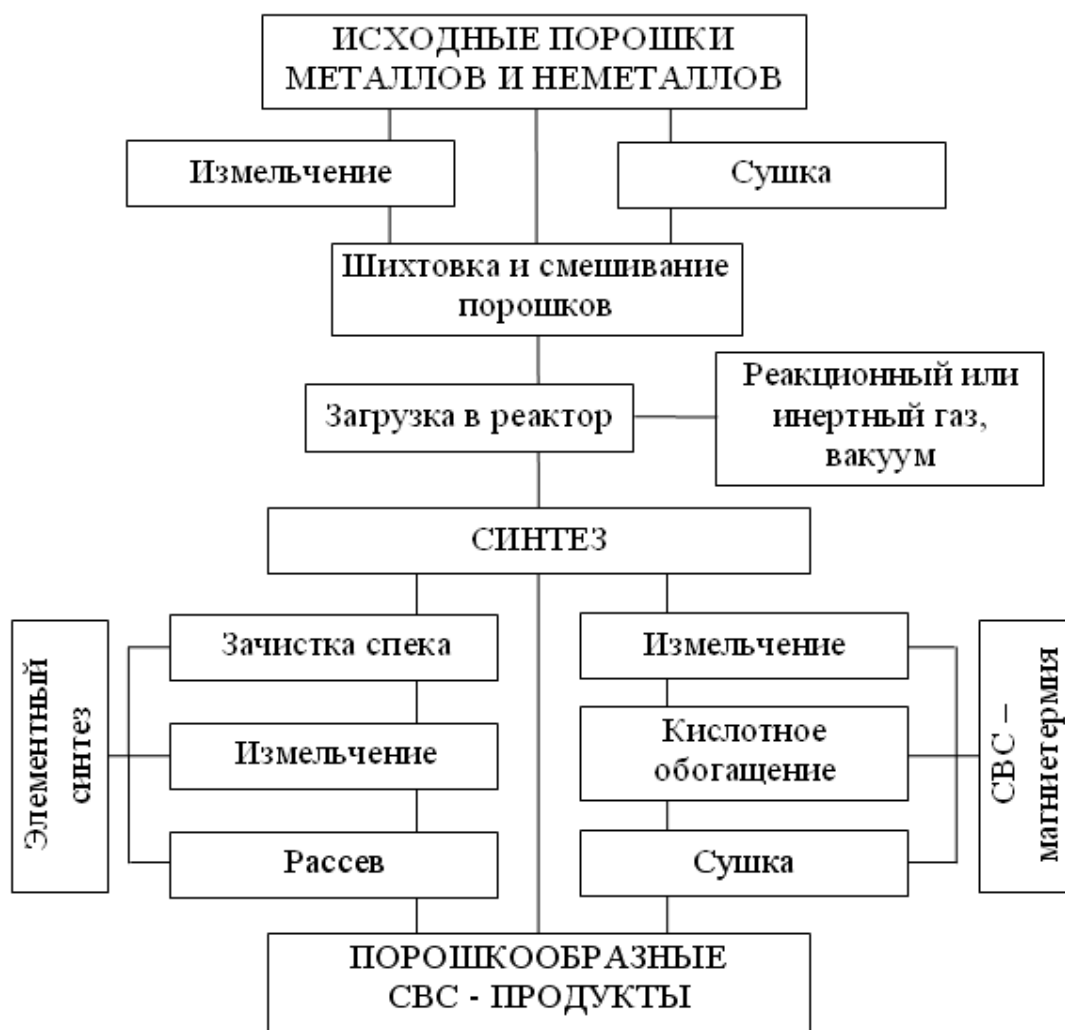 ИСХОДНЫЕ ПОРОШКИ
МЕТАЛЛОВ И НЕМЕТАЛЛОВ
Измельчение
Сушка
Шихтовка и смешивание
порошков
Загрузка в реактор
Реакционный или
инертный газ,
вакуум
СИНТЕЗ
Элементный
синтез
Зачистка спека
Измельчение
Рассев
Измельчение
Кислотное
обогащение
Сушка
СВС –
магниетермия
ПОРОШКООБРАЗНЫЕ
СВС - ПРОДУКТЫ